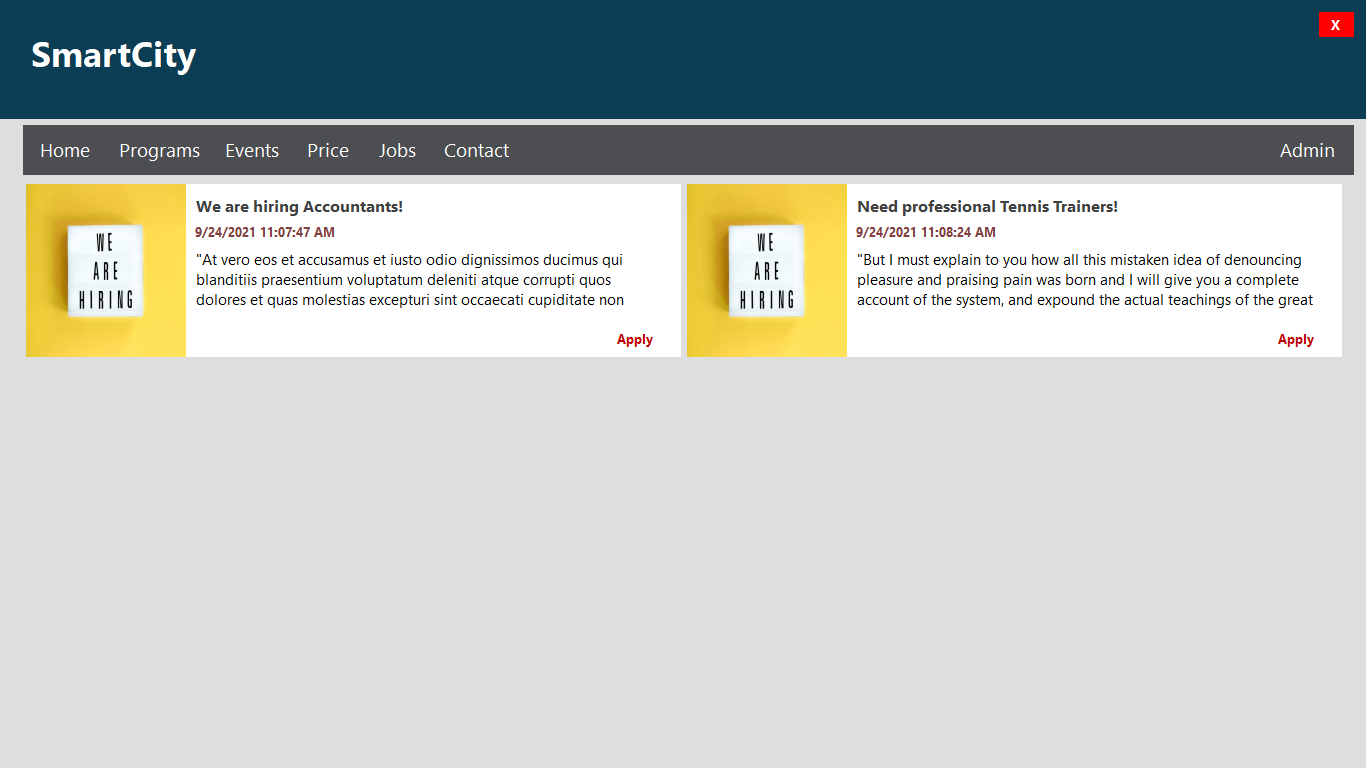 X
SmartCity
Home Programs Events Price Jobs Contact Admin
WE
ARE
HIRING
We are hiring Accountants!
9/24/2021 11:07:47 AM
"At vero eos et accusamus et iusto odio dignissimos ducimus qui
blanditiis praesentium voluptatum deleniti atque corrupti quos
dolores et quas molestias excepturi sint occaecati cupiditate non
Apply
WE
ARE
HIRING
Need professional Tennis Trainers!
9/24/2021 11:08:24 AM
"But I must explain to you how all this mistaken idea of denouncing
pleasure and praising pain was born and I will give you a complete
account of the system, and expound the actual teachings of the great
Apply